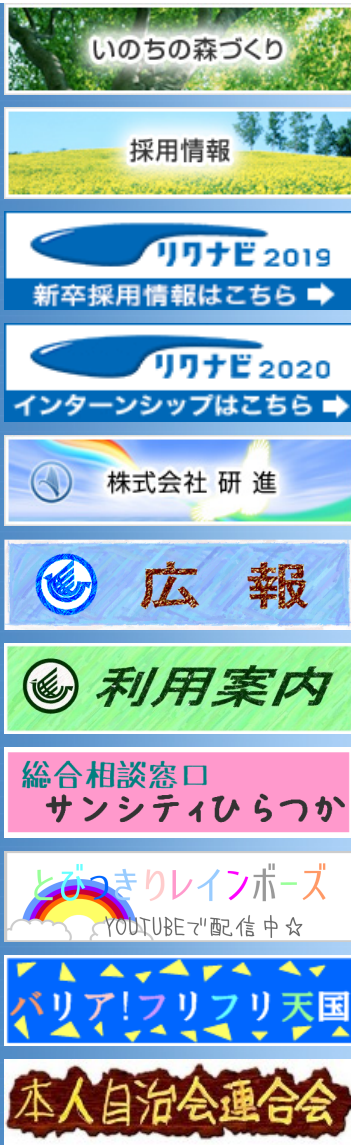 いのちの森づくり
採用情報
リクナビ2019
新卒採用情報はこちら ➡
リクナビ2020
インターンシップはこちら ➡
株式会社 研 進
広 報
利用案内
総合相談窓口
サンシティひらつか
とびっきりレインボーズ
YOUTUBEで配信中☆
バリア!フリフリ天国
本人自治会連合会